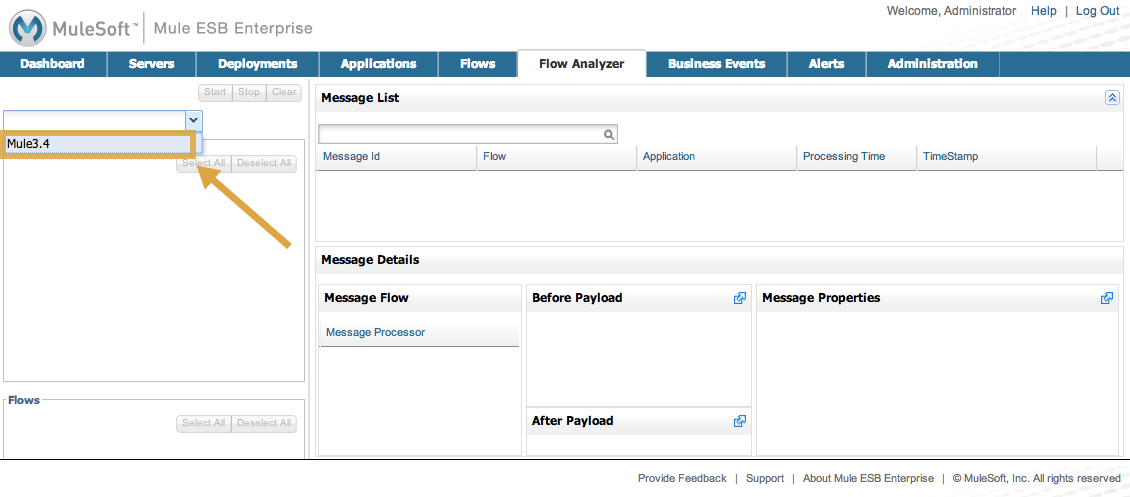 Welcome, Administrator Help | Log Out
MuleSoft™ Mule ESB Enterprise
Dashboard Servers Deployments Applications Flows Flow Analyzer Business Events Alerts Administration
Start Stop Clear
Message List
Mule3.4
Select All Deselect All
Message Id Flow Application Processing Time TimeStamp
Message Details
Message Flow Before Payload Message Properties
Message Processor
Flows
Select All Deselect All
After Payload
Provide Feedback | Support | About Mule ESB Enterprise | © MuleSoft, Inc. All rights reserved